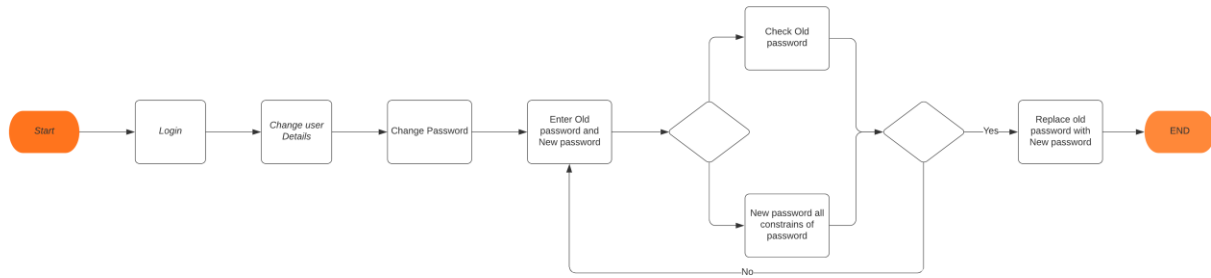 Start
Login
Change user
Details
Change Password
Enter Old
password and
New password
Check Old
password
New password all
constrains of
password
Yes
No
Replace old
password with
New password
END